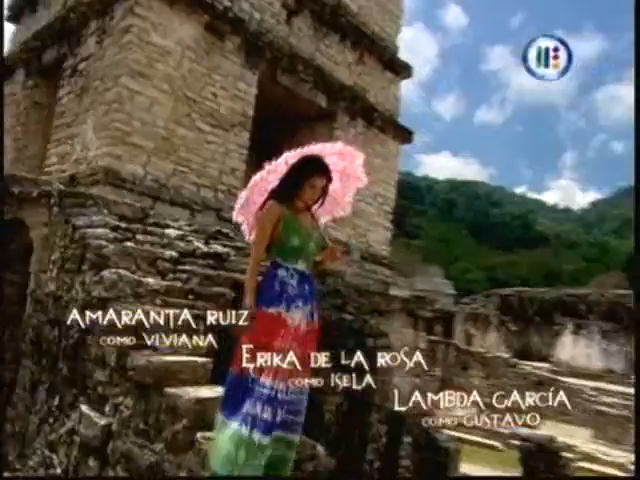 AMARANTA RUIZ
COMO VIVIANA
ERIKA DE LA ROSA
COMO ISELA
LAMBDA GARCÍA
COMO GUSTAVO